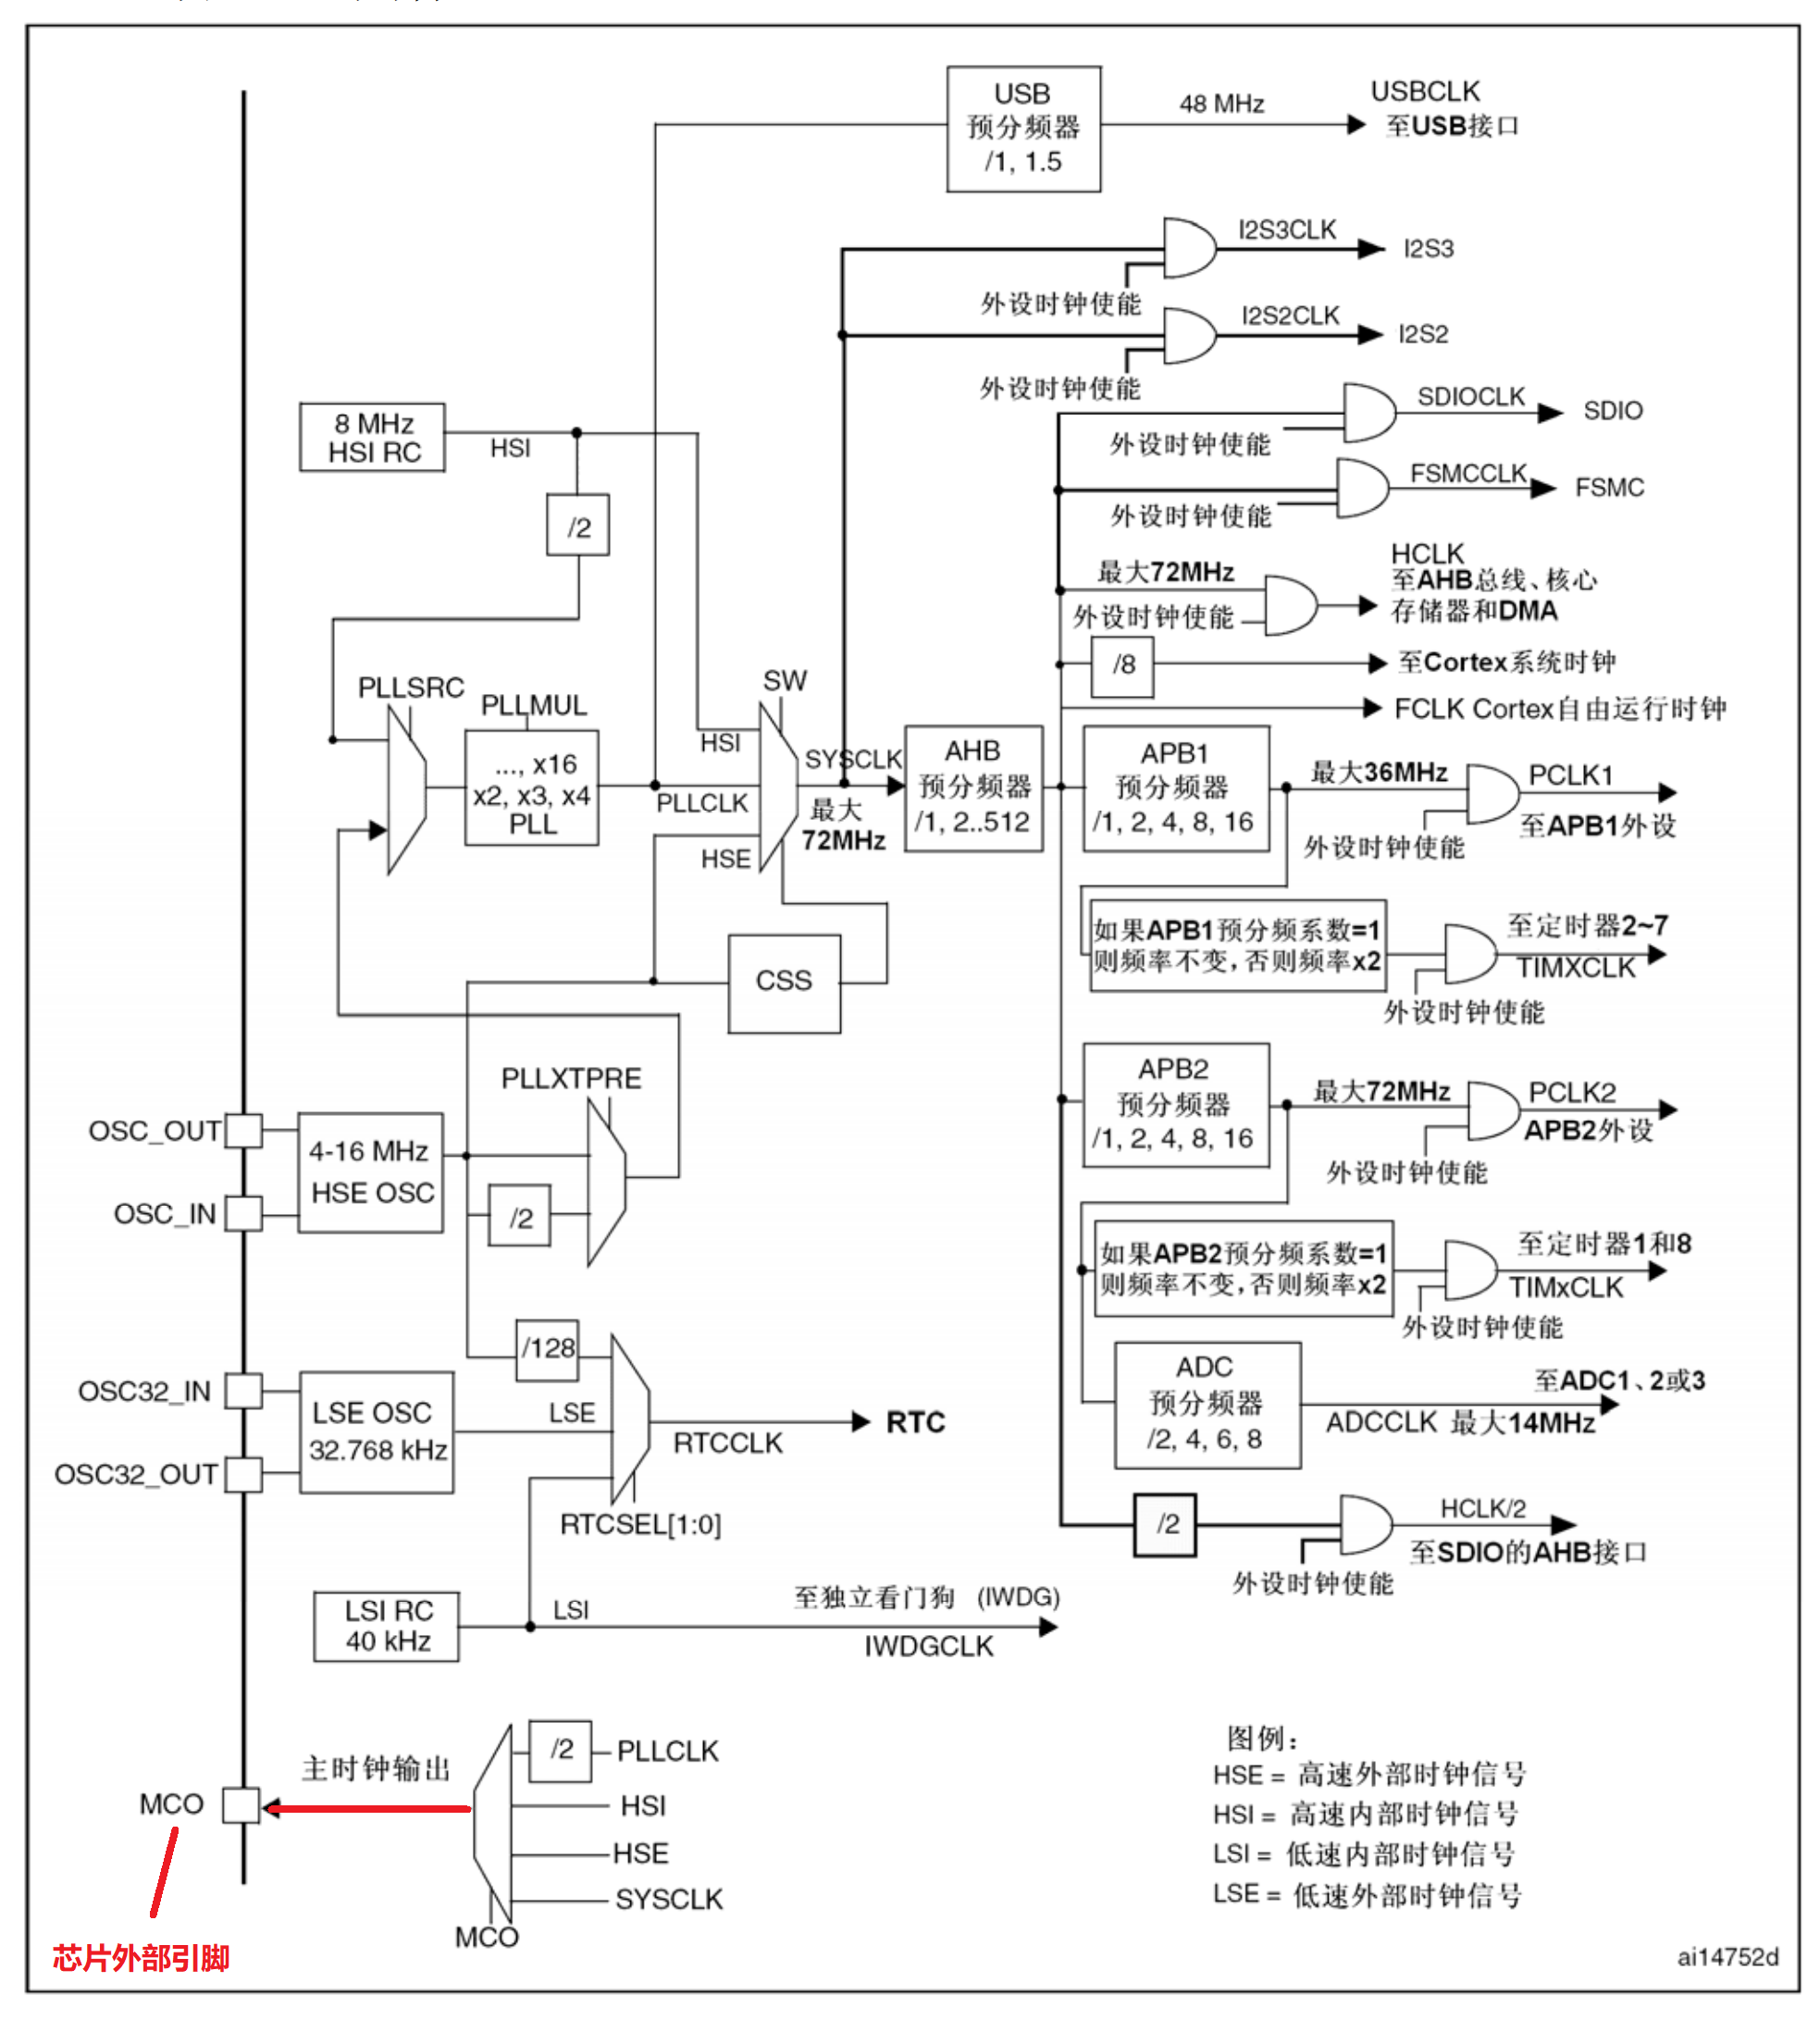 USB
预分频器
/1, 1.5
48 MHz
USBCLK
至USB接口
I2S3CLK
I2S3
外设时钟使能
I2S2CLK
I2S2
外设时钟使能
SDIOCLK
SDIO
外设时钟使能
FSMCCLK
FSMC
外设时钟使能
8 MHz
HSI RC
HSI
/2
最大72MHz
HCLK
至AHB总线、核心
存储器和DMA
外设时钟使能
/8
至Cortex系统时钟
FCLK Cortex自由运行时钟
PLLSRC
PLLMUL
..., x16
x2, x3, x4
PLL
SW
HSI
PLLCLK
HSE
SYSCLK
最大
72MHz
AHB
预分频器
/1, 2..512
APB1
预分频器
/1, 2, 4, 8, 16
最大36MHz
PCLK1
至APB1外设
外设时钟使能
如果APB1预分频系数=1
则频率不变，否则频率x2
至定时器2~7
TIMXCLK
外设时钟使能
CSS
PLLXTPRE
OSC_OUT
OSC_IN
4-16 MHz
HSE OSC
/2
APB2
预分频器
/1, 2, 4, 8, 16
最大72MHz
PCLK2
APB2外设
外设时钟使能
如果APB2预分频系数=1
则频率不变，否则频率x2
至定时器1和8
TIMxCLK
外设时钟使能
ADC
预分频器
/2, 4, 6, 8
至ADC1、2或3
ADCCLK 最大14MHz
/128
OSC32_IN
OSC32_OUT
LSE OSC
32.768 kHz
LSE
RTC
RTCCLK
RTCSEL[1:0]
/2
HCLK/2
至SDIO的AHB接口
外设时钟使能
LSI RC
40 kHz
LSI
至独立看门狗 (IWDG)
IWDGCLK
主时钟输出
MCO
/2
PLLCLK
HSI
HSE
SYSCLK
MCO
芯片外部引脚
图例：
HSE = 高速外部时钟信号
HSI = 高速内部时钟信号
LSI = 低速内部时钟信号
LSE = 低速外部时钟信号
ai14752d